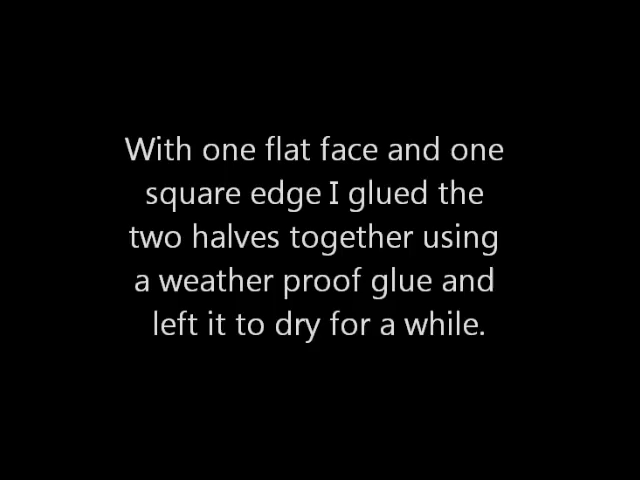 With one flat face and one
square edge I glued the
two halves together using
a weather proof glue and
left it to dry for a while.